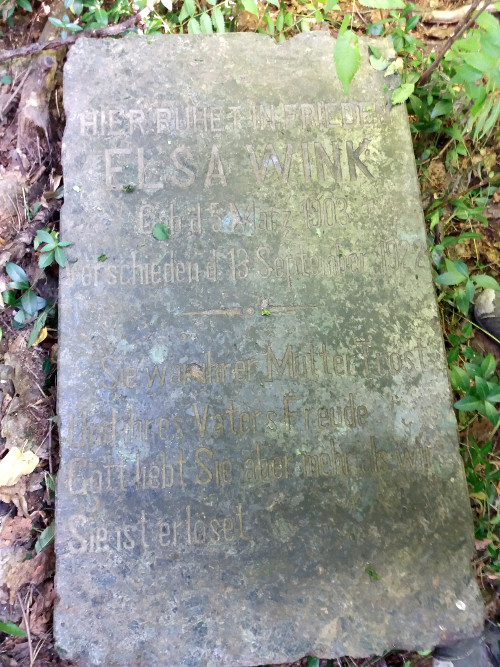 HIER RUHET IN FRIEDEN
ELSA WINK
Geb. d. 5 März 1903
Verschieden d. 13 September 192
Sie war ihrer Mutter Trost
Und ihres Vaters Freude
Gott liebt Sie aber mehr als wir
Sie ist erlöset,